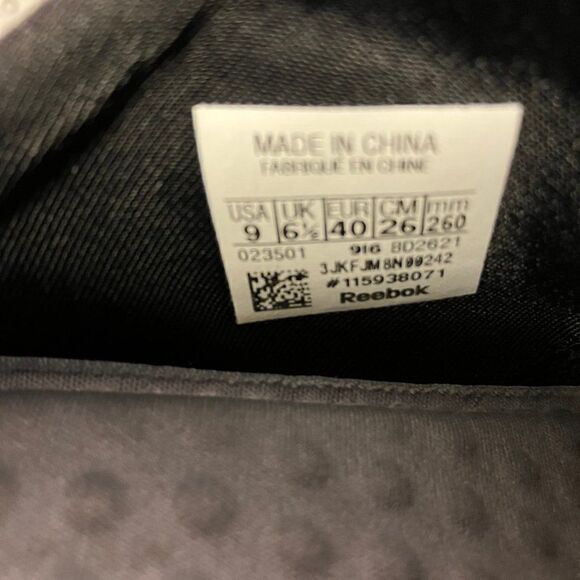 MADE IN CHINA
FABRIQUÉ EN CHINE
USA UK EUR CM mm
9 6½ 40 26 260
023501 916 BD2621
3JKFJM8N00242
#115938071
Reebok